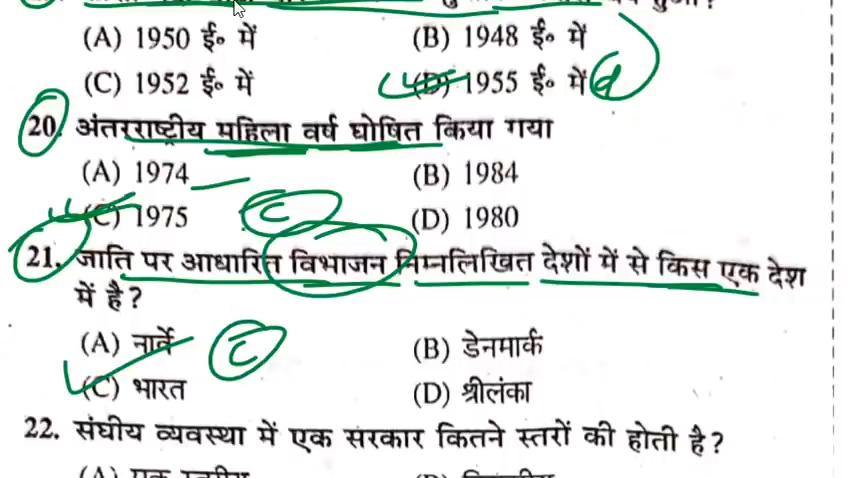 (A) 1950 ई० में (B) 1948 ई० में
(C) 1952 ई० में (D) 1955 ई० में d
20. अंतरराष्ट्रीय महिला वर्ष घोषित किया गया
(A) 1974 (B) 1984
(C) 1975 C (D) 1980
21. जाति पर आधारित विभाजन निम्नलिखित देशों में से किस एक देश
में है?
(A) नार्वे C (B) डेनमार्क
(C) भारत (D) श्रीलंका
22. संघीय व्यवस्था में एक सरकार कितने स्तरों की होती है?